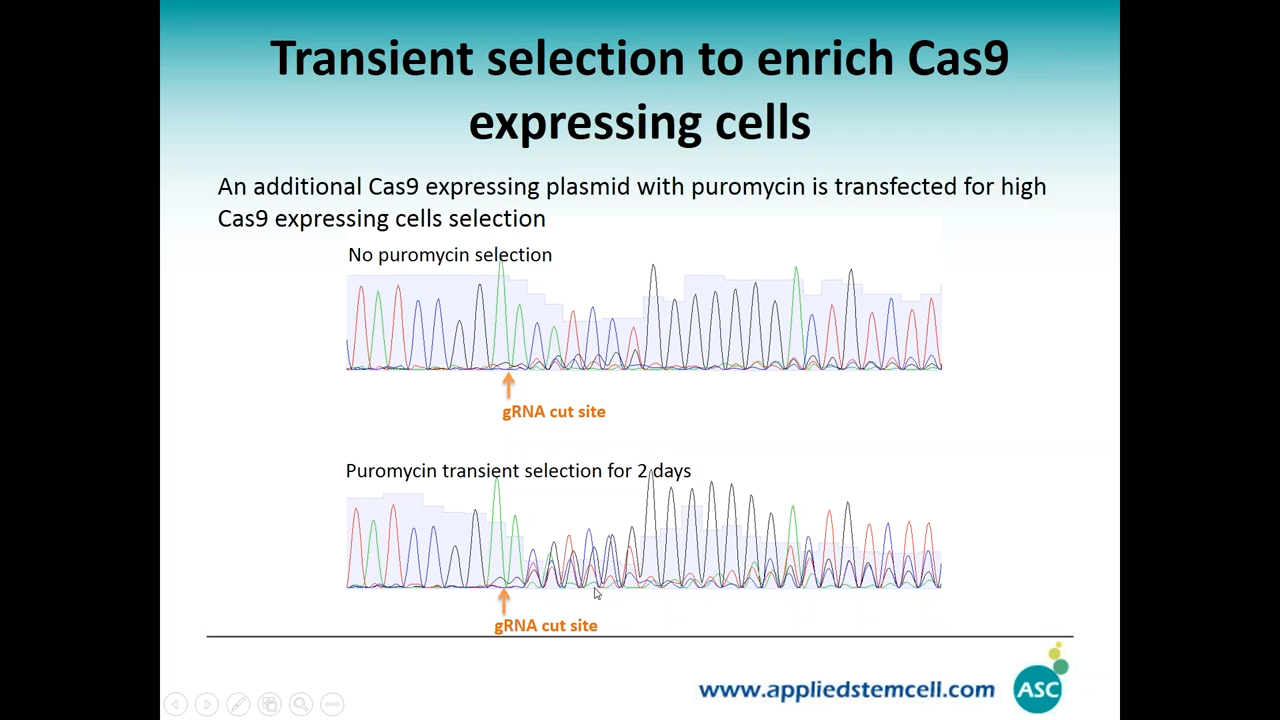 Transient selection to enrich Cas9
expressing cells
An additional Cas9 expressing plasmid with puromycin is transfected for high
Cas9 expressing cells selection
No puromycin selection
gRNA cut site
Puromycin transient selection for 2 days
gRNA cut site
www.appliedstemcell.com
ASC